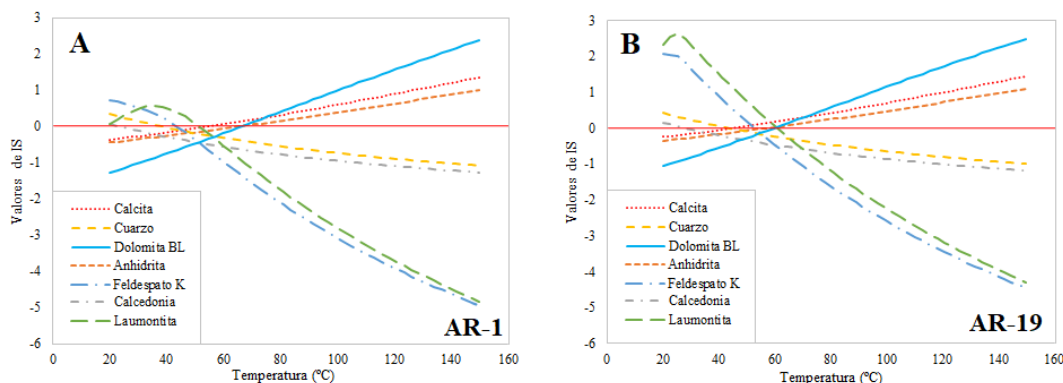 A
Valores de IS
3
2
1
0
-1
-2
-3
-4
-5
-6
Calcita
Cuarzo
Dolomita BL
Anhidrita
Feldespato K
Calcedonia
Laumontita
AR-1
0 20 40 60 80 100 120 140 160
Temperatura (ºC)
B
Valores de IS
3
2
1
0
-1
-2
-3
-4
-5
-6
Calcita
Cuarzo
Dolomita BL
Anhidrita
Feldespato K
Calcedonia
Laumontita
AR-19
0 20 40 60 80 100 120 140 160
Temperatura (ºC)